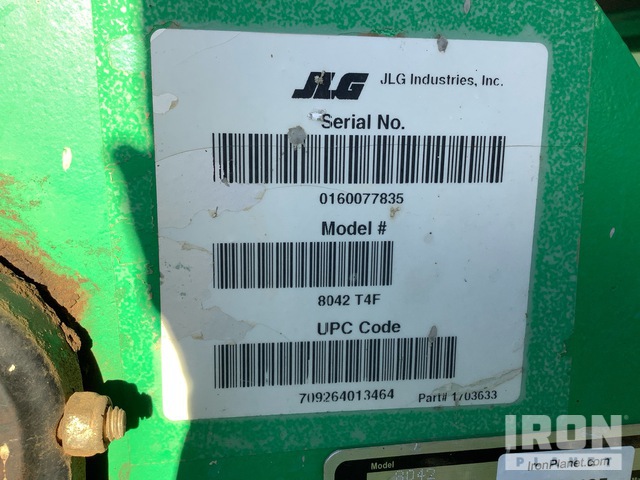 JLG JLG Industries, Inc.
Serial No.
0160077835
Model #
8042 T4F
UPC Code
709264013464 Part# 1703633
IRON
PLANET
IronPlanet.com
Model